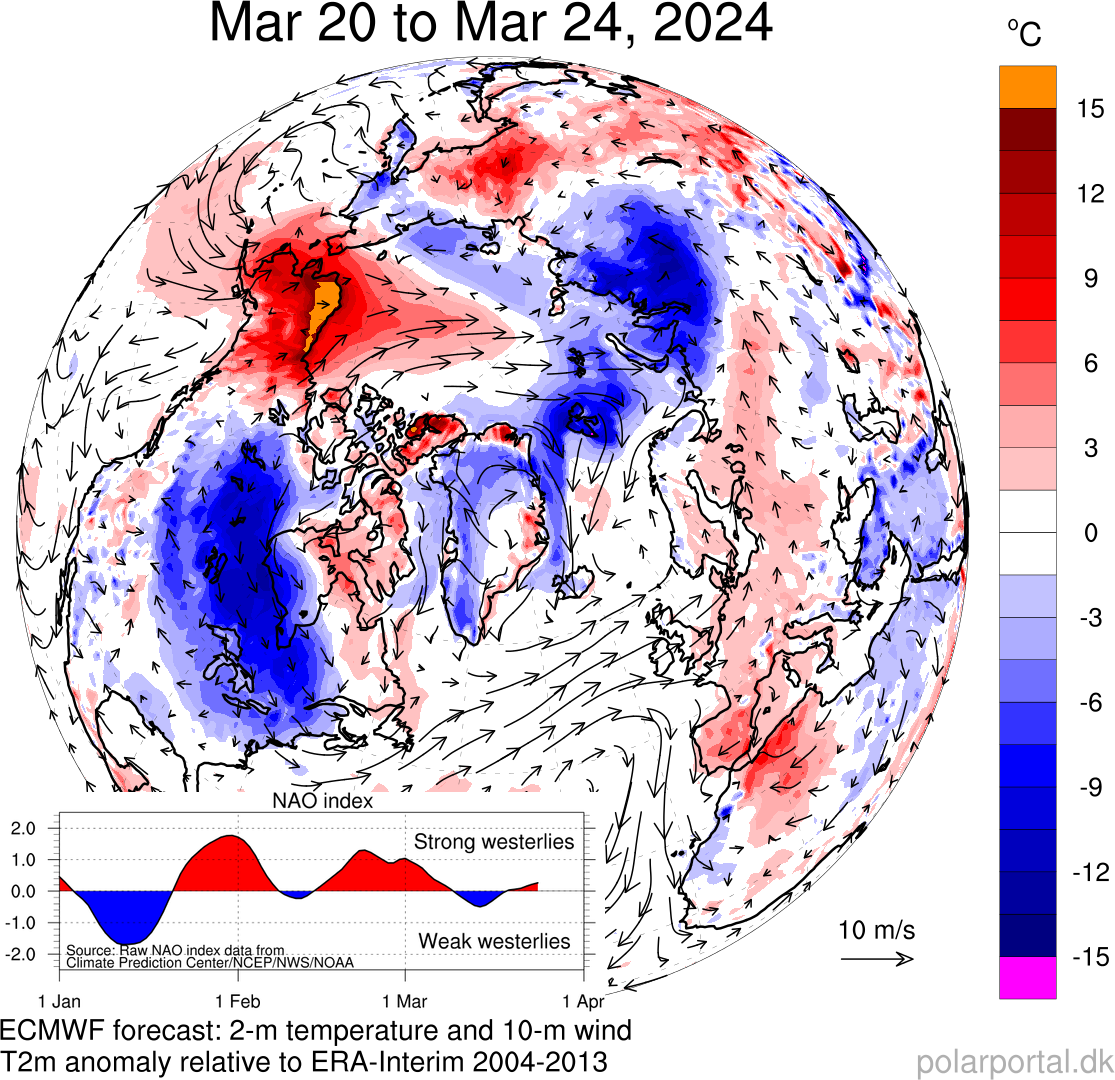 Mar 20 to Mar 24, 2024
°C
15
12
9
6
3
0
-3
-6
-9
-12
-15
10 m/s
NAO index
2.0
1.0
0.0
-1.0
-2.0
Strong westerlies
Weak westerlies
Source: Raw NAO index data from
Climate Prediction Center/NCEP/NWS/NOAA
1 Jan 1 Feb 1 Mar 1 Apr
ECMWF forecast: 2-m temperature and 10-m wind
T2m anomaly relative to ERA-Interim 2004-2013
polarportal.dk